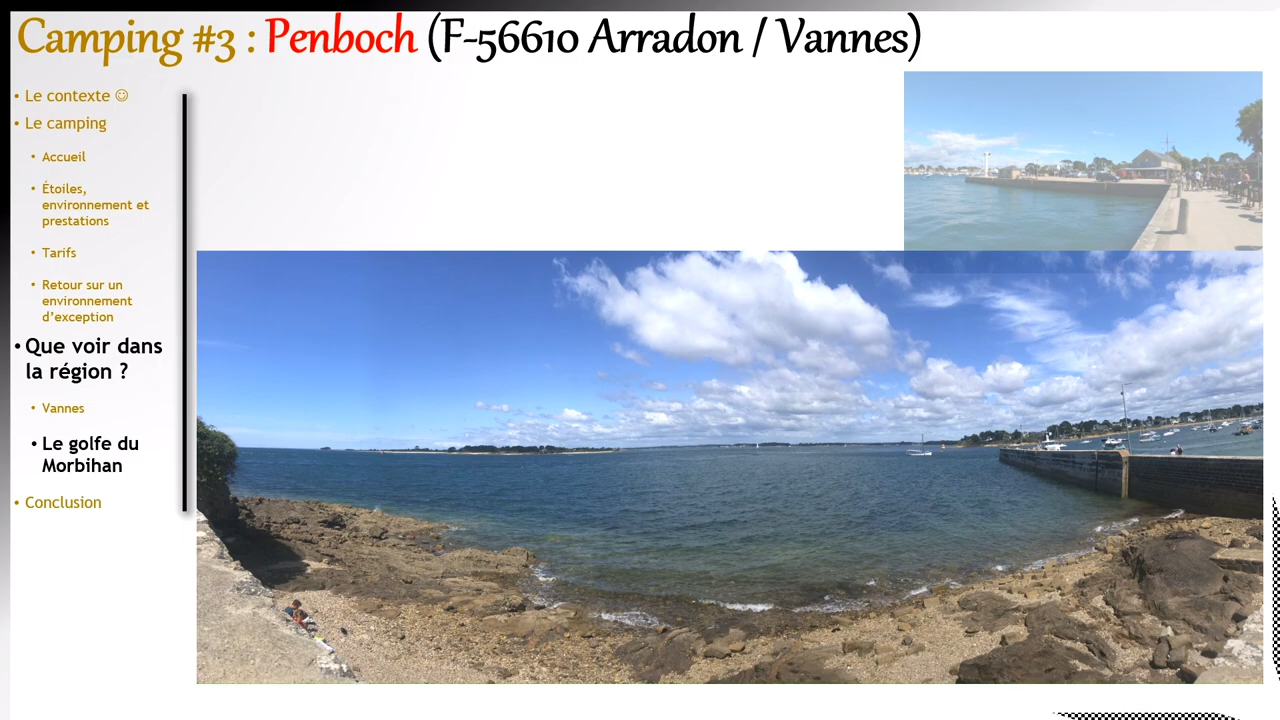 Camping #3 : Penboch (F-56610 Arradon / Vannes)
• Le contexte ☺
• Le camping
• Accueil
• Étoiles,
environnement et
prestations
• Tarifs
• Retour sur un
environnement
d’exception
• Que voir dans
la région ?
• Vannes
• Le golfe du
Morbihan
• Conclusion